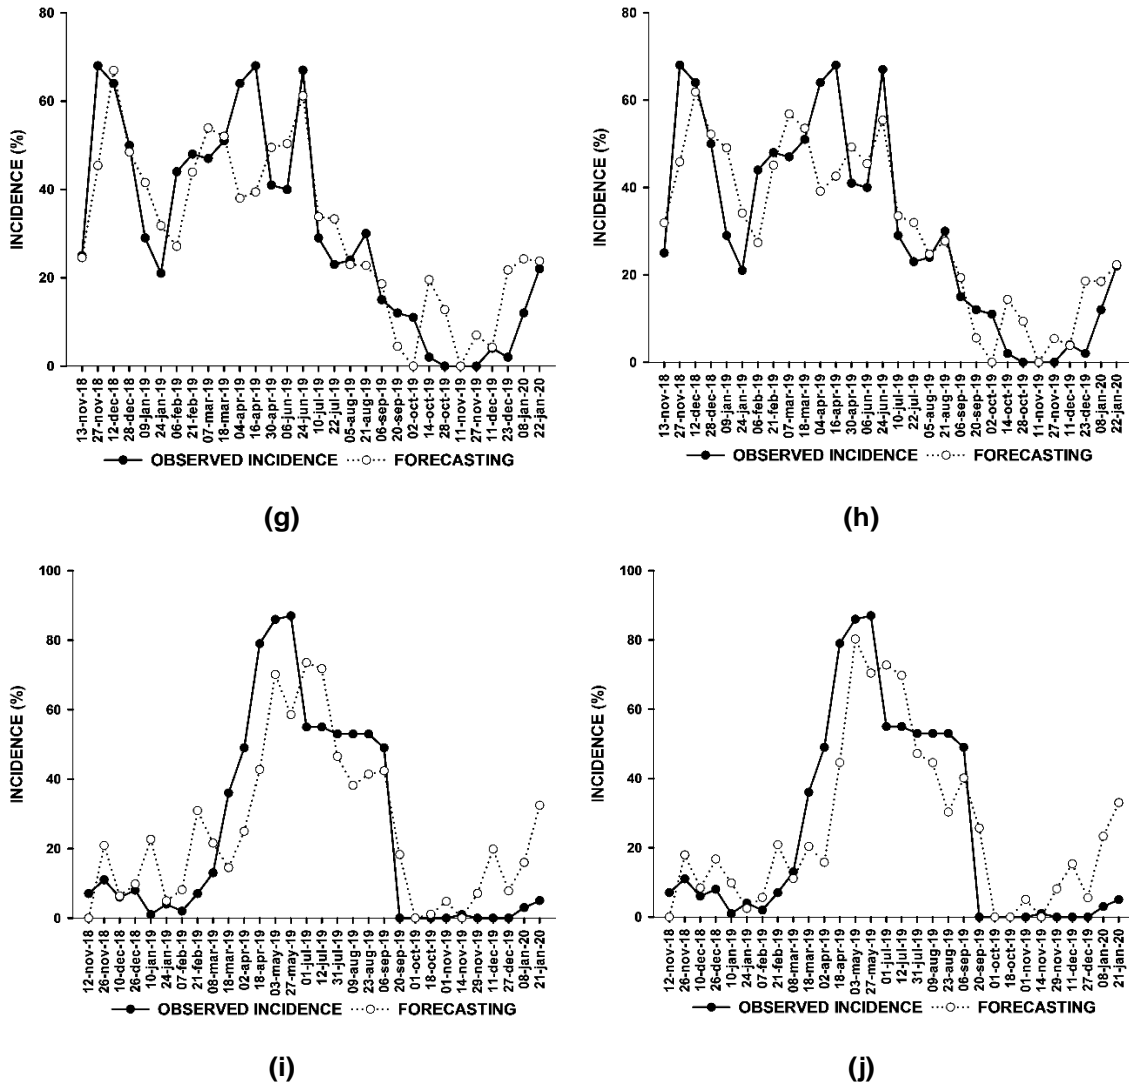 80
60
40
20
0
INCIDENCE (%)
13-nov-18
27-nov-18
12-dec-18
28-dec-18
09-jan-19
24-jan-19
06-feb-19
21-feb-19
07-mar-19
18-mar-19
04-apr-19
16-apr-19
30-apr-19
06-jun-19
24-jun-19
10-jul-19
22-jul-19
05-aug-19
21-aug-19
06-sep-19
20-sep-19
02-oct-19
14-oct-19
28-oct-19
11-nov-19
27-nov-19
11-dec-19
23-dec-19
08-jan-20
22-jan-20
OBSERVED INCIDENCE FORECASTING
(g)
80
60
40
20
0
INCIDENCE (%)
13-nov-18
27-nov-18
12-dec-18
28-dec-18
09-jan-19
24-jan-19
06-feb-19
21-feb-19
07-mar-19
18-mar-19
04-apr-19
16-apr-19
30-apr-19
06-jun-19
24-jun-19
10-jul-19
22-jul-19
05-aug-19
21-aug-19
06-sep-19
20-sep-19
02-oct-19
14-oct-19
28-oct-19
11-nov-19
27-nov-19
11-dec-19
23-dec-19
08-jan-20
22-jan-20
OBSERVED INCIDENCE FORECASTING
(h)
100
80
60
40
20
0
INCIDENCE (%)
12-nov-18
26-nov-18
10-dec-18
26-dec-18
10-jan-19
24-jan-19
07-feb-19
21-feb-19
08-mar-19
18-mar-19
02-apr-19
18-apr-19
03-may-19
27-may-19
01-jul-19
12-jul-19
31-jul-19
09-aug-19
23-aug-19
06-sep-19
20-sep-19
01-oct-19
18-oct-19
01-nov-19
14-nov-19
29-nov-19
11-dec-19
27-dec-19
08-jan-20
21-jan-20
OBSERVED INCIDENCE FORECASTING
(i)
100
80
60
40
20
0
INCIDENCE (%)
12-nov-18
26-nov-18
10-dec-18
26-dec-18
10-jan-19
24-jan-19
07-feb-19
21-feb-19
08-mar-19
18-mar-19
02-apr-19
18-apr-19
03-may-19
27-may-19
01-jul-19
12-jul-19
31-jul-19
09-aug-19
23-aug-19
06-sep-19
20-sep-19
01-oct-19
18-oct-19
01-nov-19
14-nov-19
29-nov-19
11-dec-19
27-dec-19
08-jan-20
21-jan-20
OBSERVED INCIDENCE FORECASTING
(j)